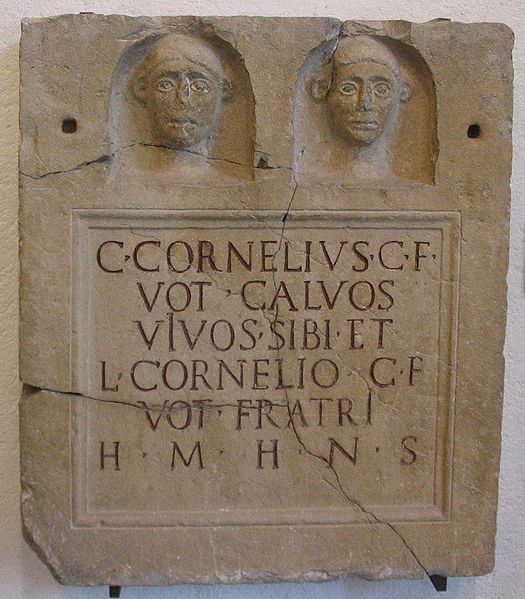 C·CORNELIVS·C·F·
VOT·CALVOS
VIVOS·SIBI·ET
L·CORNELIO C·F
VOT·FRATRI
H·M·H·N·S